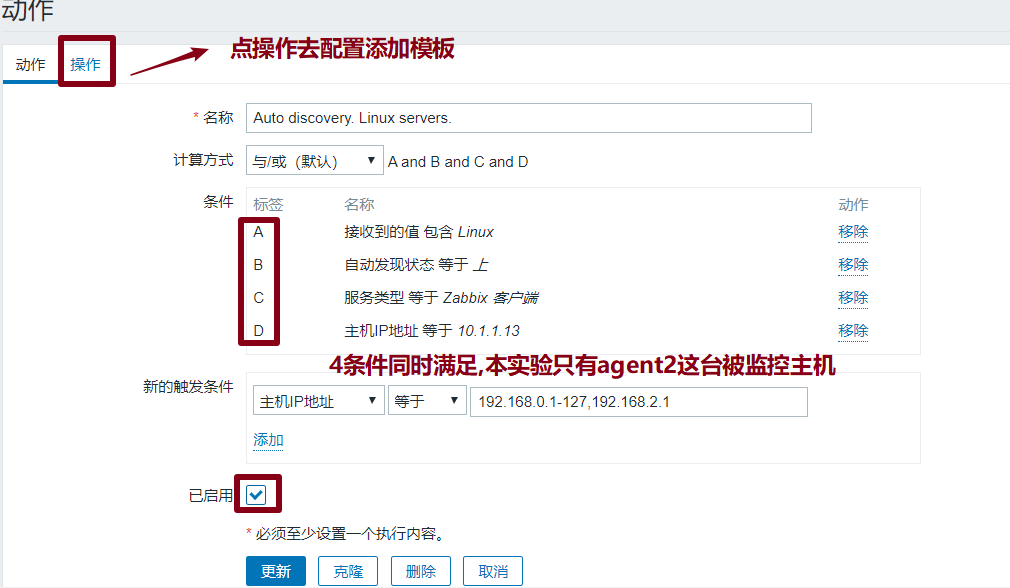 动作
动作 操作 点操作去配置添加模板
* 名称 Auto discovery. Linux servers.
计算方式 与/或（默认） A and B and C and D
条件 标签 名称 动作
A 接收到的值 包含 Linux 移除
B 自动发现状态 等于 上 移除
C 服务类型 等于 Zabbix 客户端 移除
D 主机IP地址 等于 10.1.1.13 移除
4条件同时满足,本实验只有agent2这台被监控主机
新的触发条件 主机IP地址 等于 192.168.0.1-127,192.168.2.1
添加
已启用
* 必须至少设置一个执行内容。
更新 克隆 删除 取消